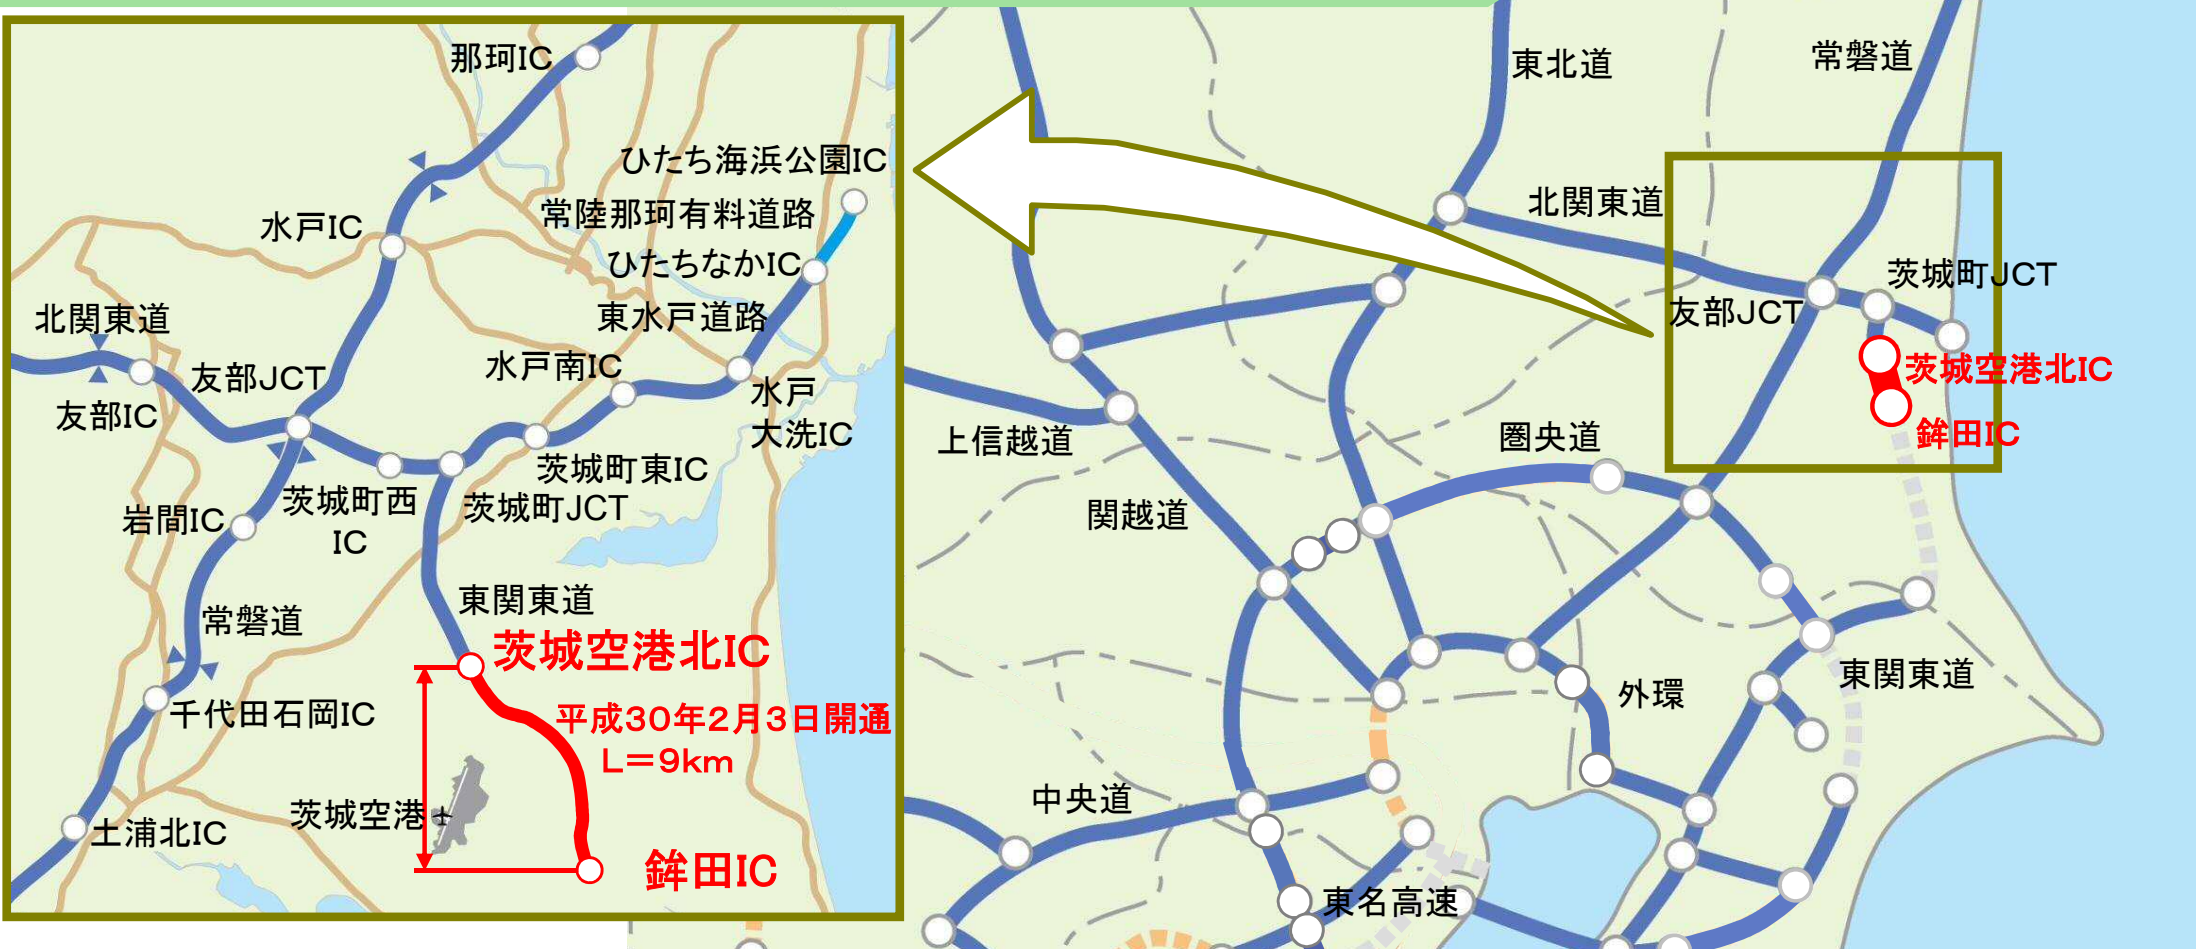 那珂IC
ひたち海浜公園IC
常陸那珂有料道路
水戸IC
ひたちなかIC
北関東道
東水戸道路
水戸南IC
友部JCT
友部IC
水戸
大洗IC
茨城町東IC
茨城町西
IC
茨城町JCT
岩間IC
東関東道
常磐道
茨城空港北IC
千代田石岡IC
平成30年2月3日開通
L=9km
茨城空港
土浦北IC
鉾田IC
東北道
常磐道
北関東道
茨城町JCT
友部JCT
茨城空港北IC
鉾田IC
上信越道
圏央道
関越道
外環
東関東道
中央道
東名高速